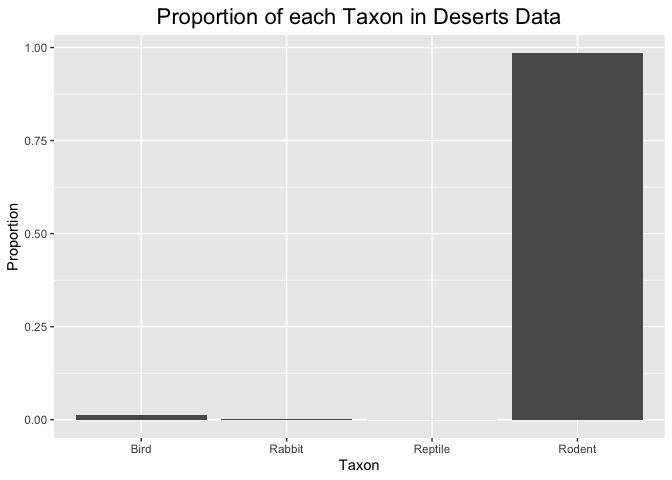 Proportion of each Taxon in Deserts Data
1.00
0.75
0.50
0.25
0.00
Proportion
Bird Rabbit Reptile Rodent
Taxon